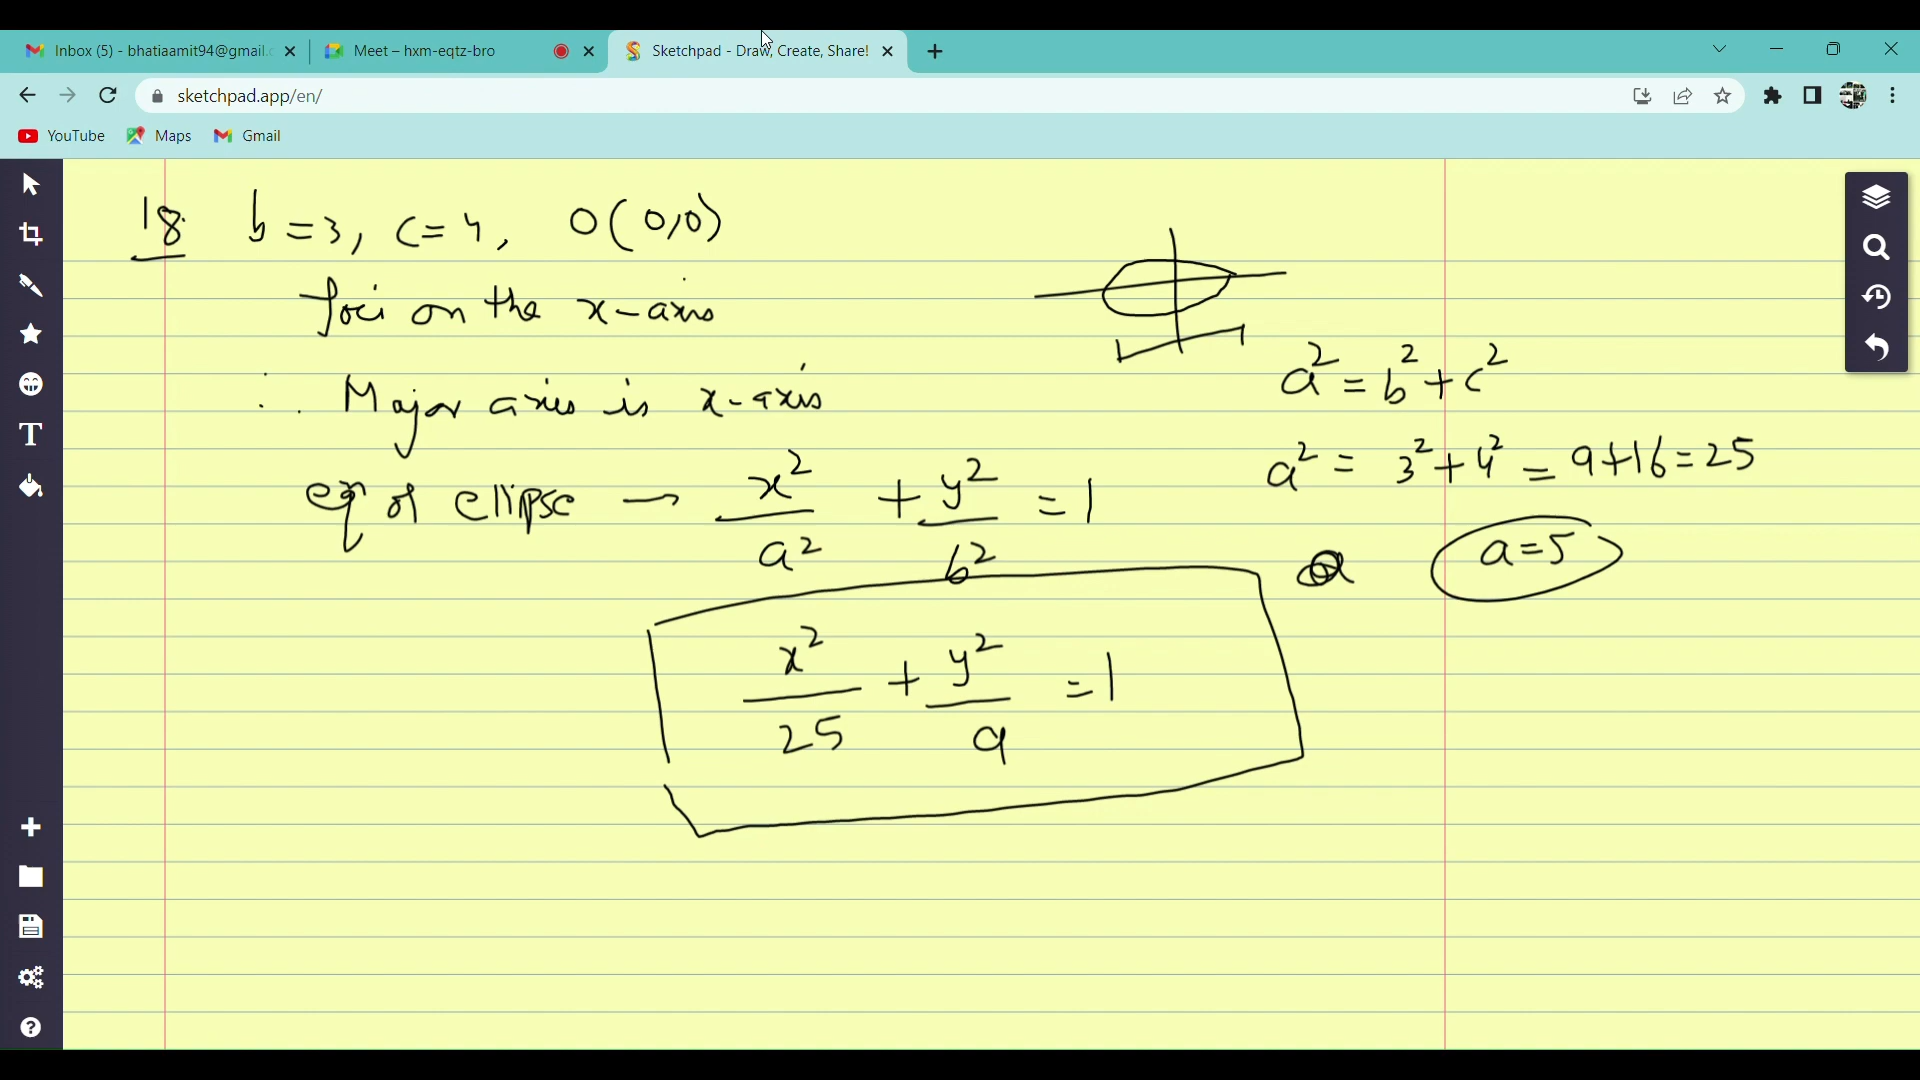 Inbox (5) - bhatiaamit94@gmail.c
Meet – hxm-eqtz-bro
Sketchpad - Draw, Create, Share!
sketchpad.app/en/
YouTube
Maps
Gmail
18 b = 3, c = 4, O(0,0)
foci on the x-axis
∴ Major axis is x-axis
a² = b² + c²
eqⁿ of ellipse → x²/a² + y²/b² = 1
a² = 3² + 4² = 9+16 = 25
a = 5
x²/25 + y²/9 = 1
T